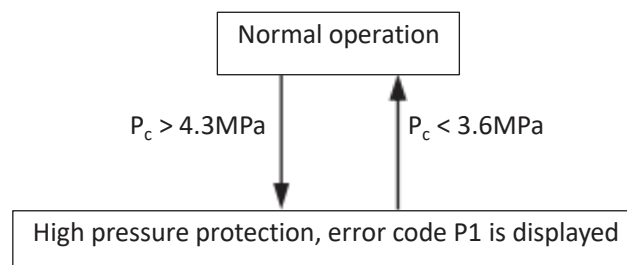 Normal operation
Pc > 4.3MPa
Pc < 3.6MPa
High pressure protection, error code P1 is displayed